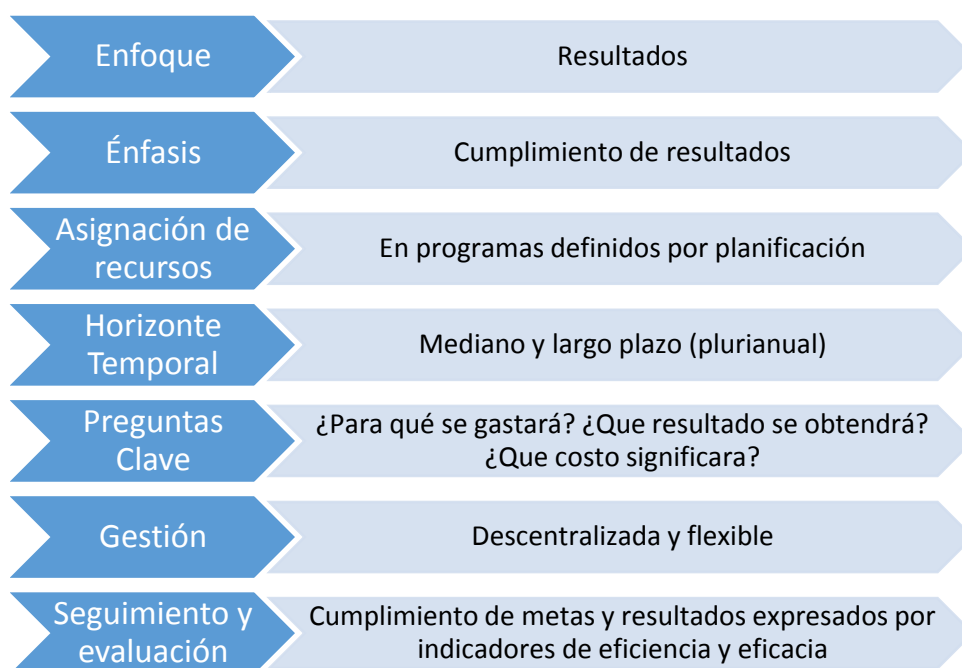 Enfoque
Resultados
Énfasis
Cumplimiento de resultados
Asignación de
recursos
En programas definidos por planificación
Horizonte
Temporal
Mediano y largo plazo (plurianual)
Preguntas
Clave
¿Para qué se gastará? ¿Que resultado se obtendrá?
¿Que costo significara?
Gestión
Descentralizada y flexible
Seguimiento y
evaluación
Cumplimiento de metas y resultados expresados por
indicadores de eficiencia y eficacia